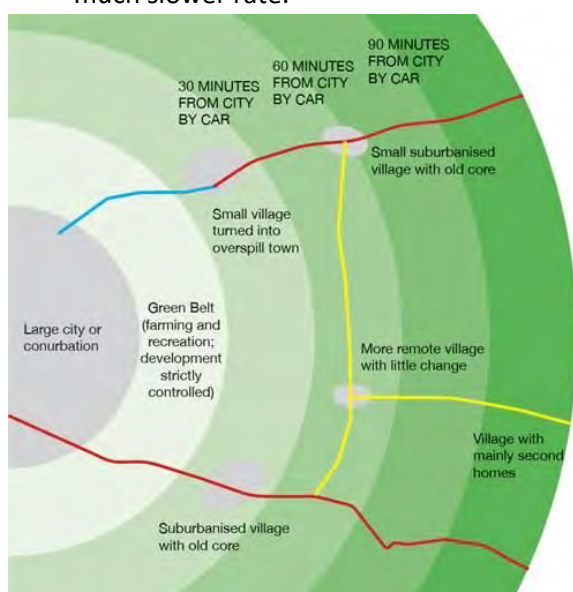 much slower rate.
90 MINUTES
FROM CITY
BY CAR
60 MINUTES
FROM CITY
BY CAR
30 MINUTES
FROM CITY
BY CAR
Small suburbanised
village with old core
Small village
turned into
overspill town
Green Belt
(farming and
recreation;
development
strictly
controlled)
Large city or
conurbation
More remote village
with little change
Village with
mainly second
homes
Suburbanised village
with old core